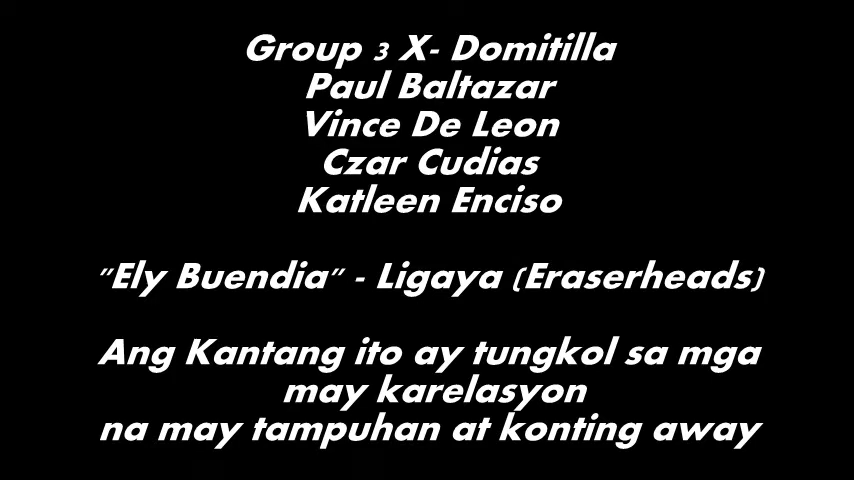 Group 3 X- Domitilla
Paul Baltazar
Vince De Leon
Czar Cudias
Katleen Enciso
"Ely Buendia" - Ligaya (Eraserheads)
Ang Kantang ito ay tungkol sa mga
may karelasyon
na may tampuhan at konting away